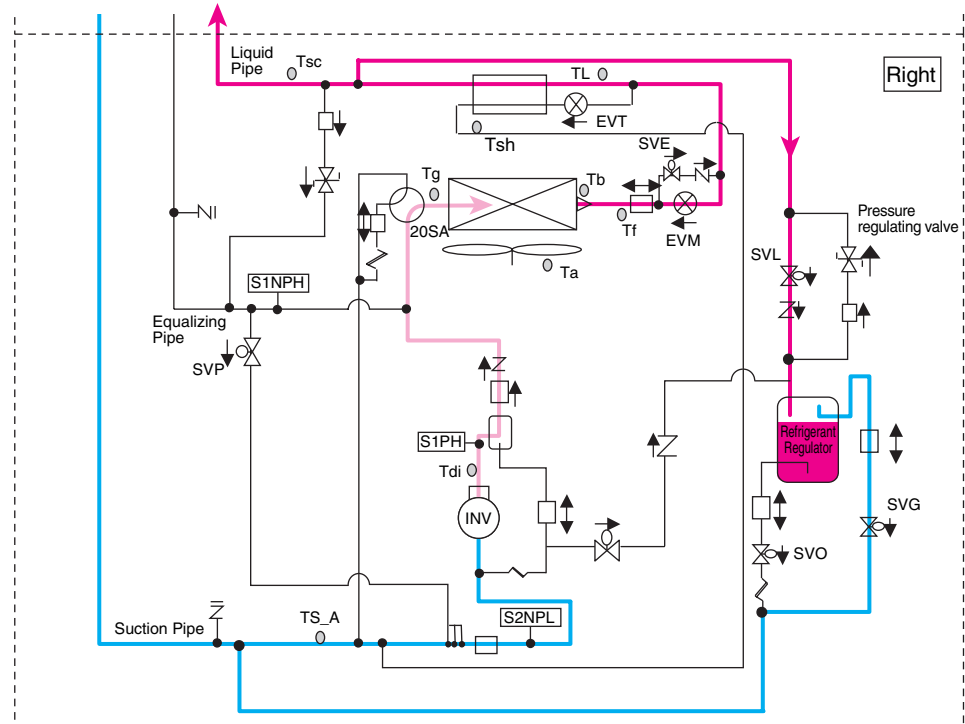 Liquid
Pipe
Tsc
TL
Right
EVT
Tsh
SVE
Tg
Tb
20SA
Tf
EVM
Pressure
regulating valve
Ta
SVL
S1NPH
Equalizing
Pipe
SVP
S1PH
Refrigerant
Regulator
Tdi
INV
SVG
SVO
TS_A
S2NPL
Suction Pipe